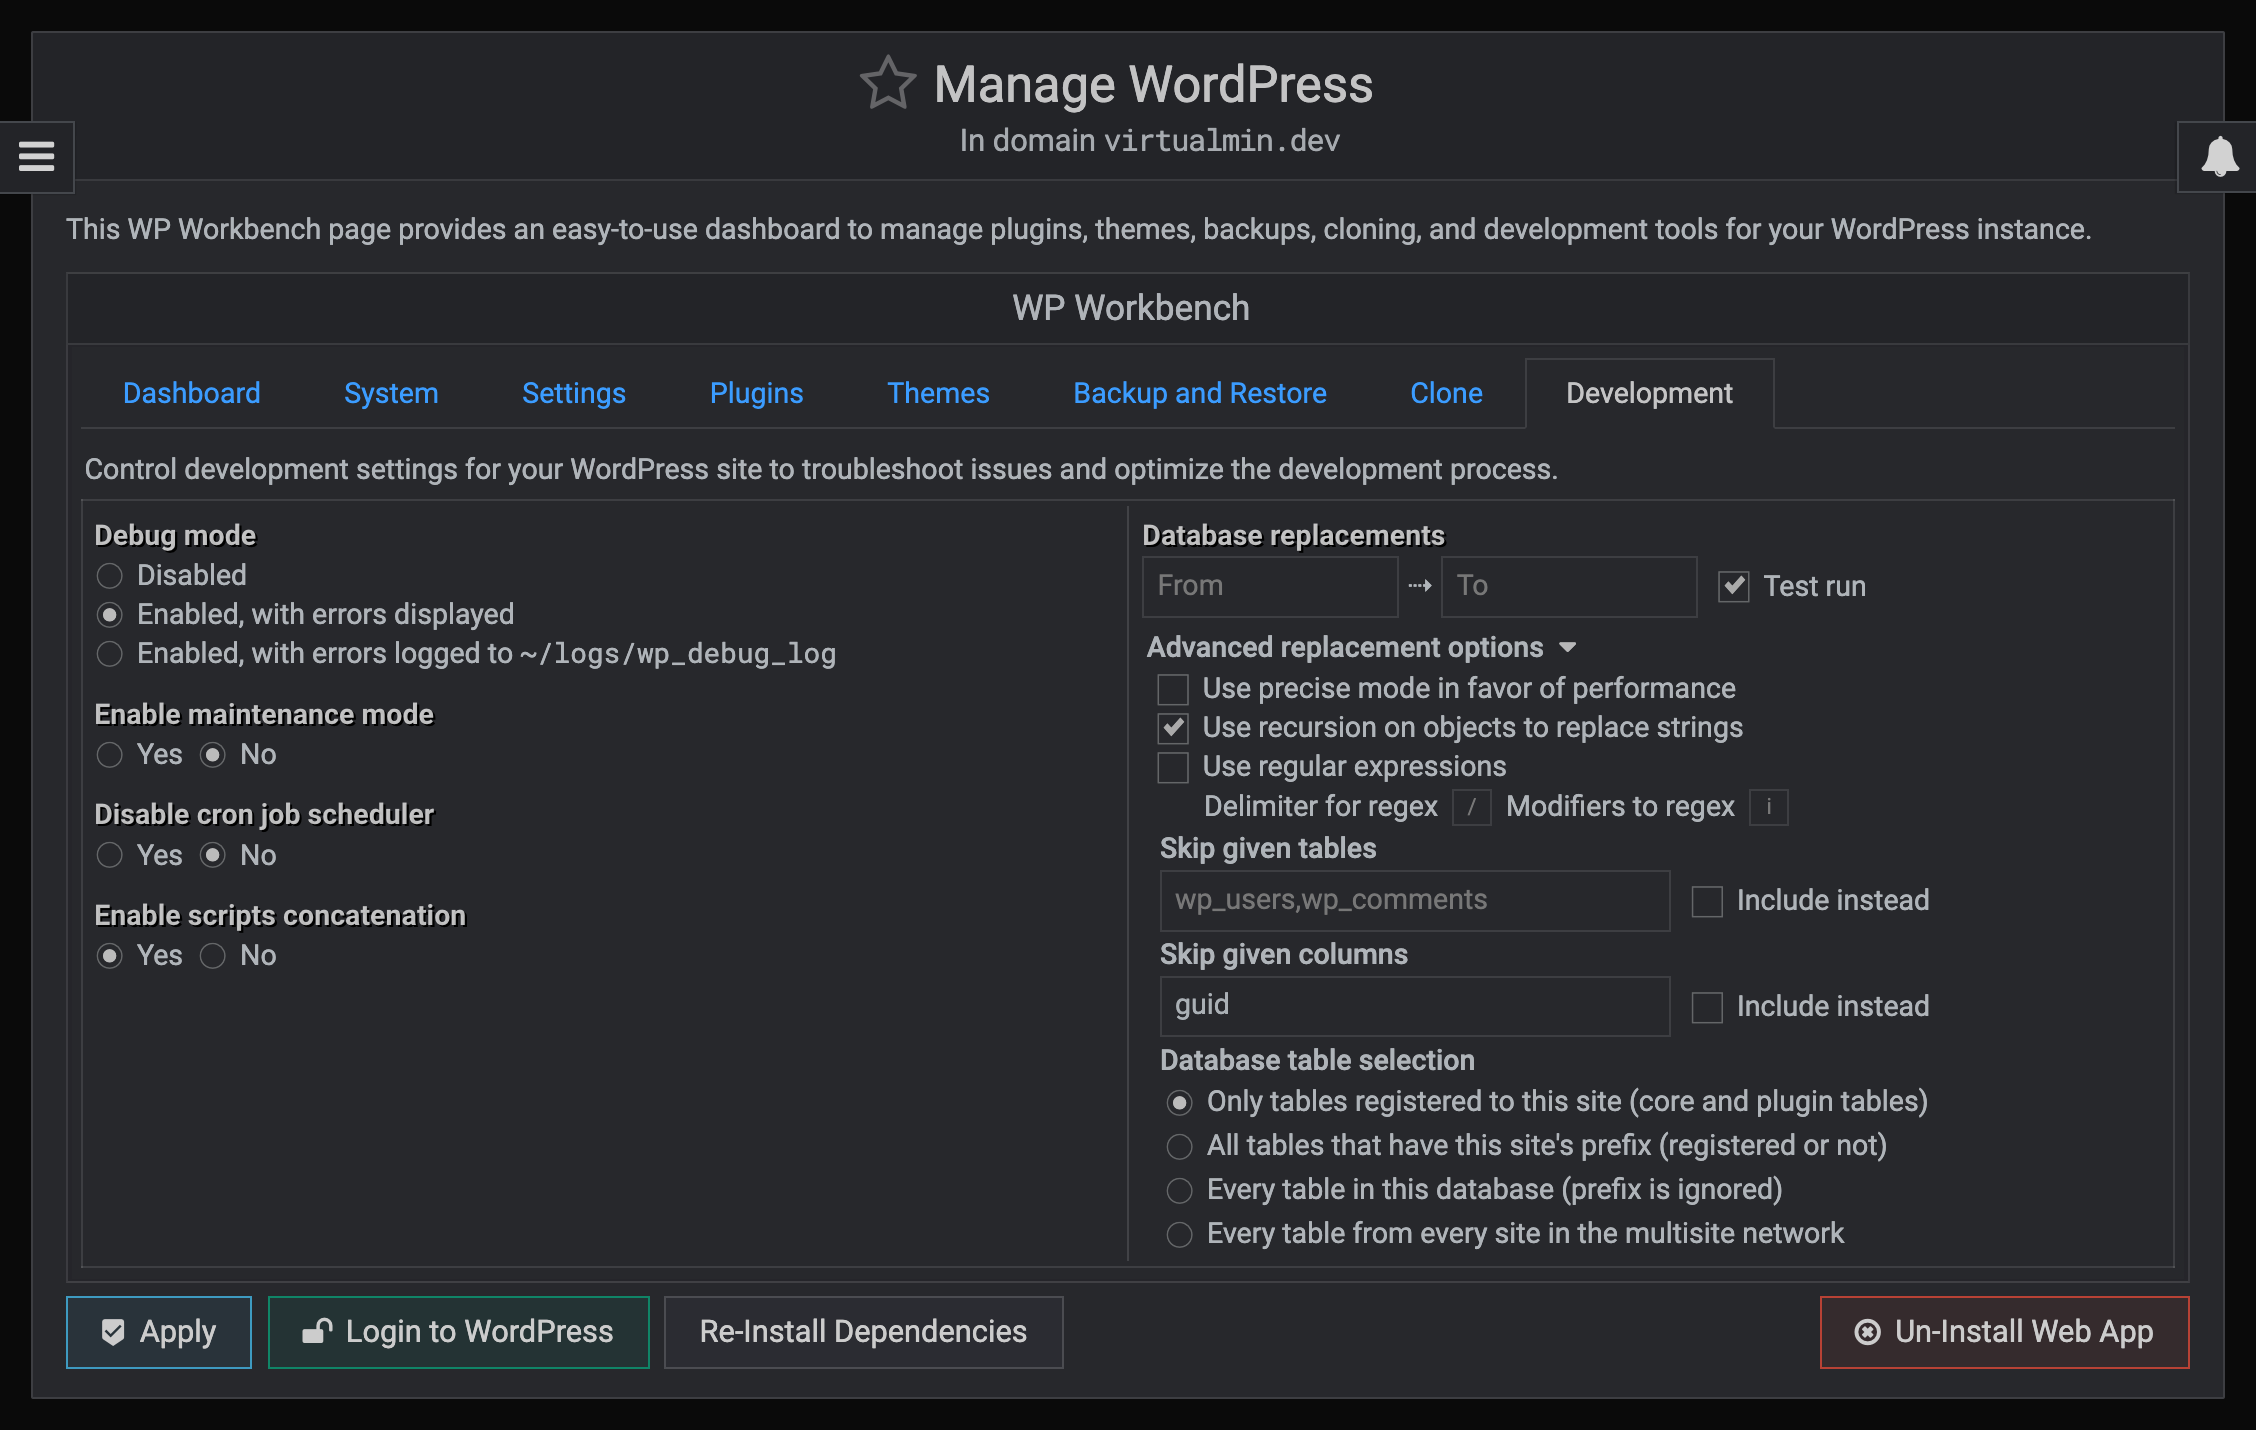 Manage WordPress
In domain virtualmin.dev
This WP Workbench page provides an easy-to-use dashboard to manage plugins, themes, backups, cloning, and development tools for your WordPress instance.
WP Workbench
Dashboard System Settings Plugins Themes Backup and Restore Clone Development
Control development settings for your WordPress site to troubleshoot issues and optimize the development process.
Debug mode
Disabled
Enabled, with errors displayed
Enabled, with errors logged to ~/logs/wp_debug_log
Enable maintenance mode
Yes No
Disable cron job scheduler
Yes No
Enable scripts concatenation
Yes No
Database replacements
From ⤑ To Test run
Advanced replacement options
Use precise mode in favor of performance
Use recursion on objects to replace strings
Use regular expressions
Delimiter for regex / Modifiers to regex i
Skip given tables
wp_users,wp_comments Include instead
Skip given columns
guid Include instead
Database table selection
Only tables registered to this site (core and plugin tables)
All tables that have this site's prefix (registered or not)
Every table in this database (prefix is ignored)
Every table from every site in the multisite network
Apply Login to WordPress Re-Install Dependencies Un-Install Web App